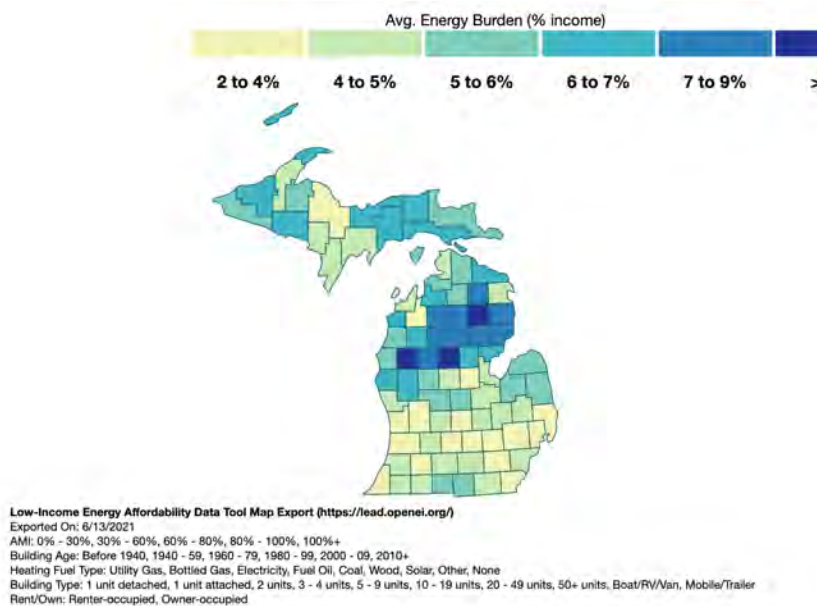 Avg. Energy Burden (% income)
2 to 4% 4 to 5% 5 to 6% 6 to 7% 7 to 9% >
Low-Income Energy Affordability Data Tool Map Export (https://lead.openei.org/)
Exported On: 6/13/2021
AMI: 0% - 30%, 30% - 60%, 60% - 80%, 80% - 100%, 100%+
Building Age: Before 1940, 1940 - 59, 1960 - 79, 1980 - 99, 2000 - 09, 2010+
Heating Fuel Type: Utility Gas, Bottled Gas, Electricity, Fuel Oil, Coal, Wood, Solar, Other, None
Building Type: 1 unit detached, 1 unit attached, 2 units, 3 - 4 units, 5 - 9 units, 10 - 19 units, 20 - 49 units, 50+ units, Boat/RV/Van, Mobile/Trailer
Rent/Own: Renter-occupied, Owner-occupied